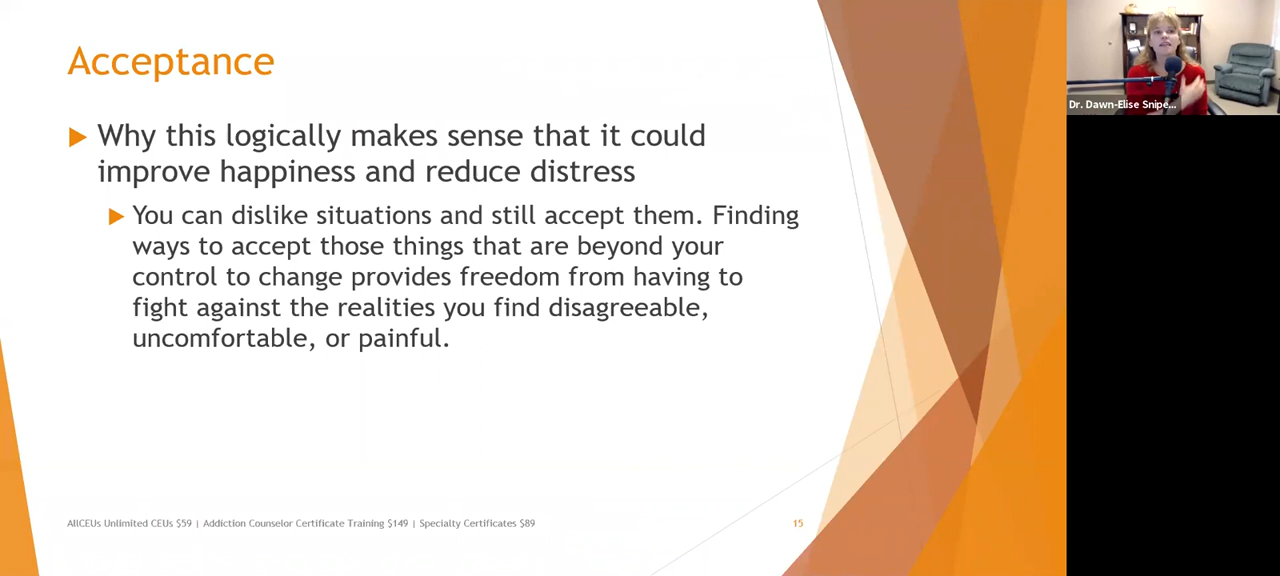 Acceptance
Why this logically makes sense that it could
improve happiness and reduce distress
You can dislike situations and still accept them. Finding
ways to accept those things that are beyond your
control to change provides freedom from having to
fight against the realities you find disagreeable,
uncomfortable, or painful.
AllCEUs Unlimited CEUs $59 | Addiction Counselor Certificate Training $149 | Specialty Certificates $89
15
Dr. Dawn-Elise Snipe...